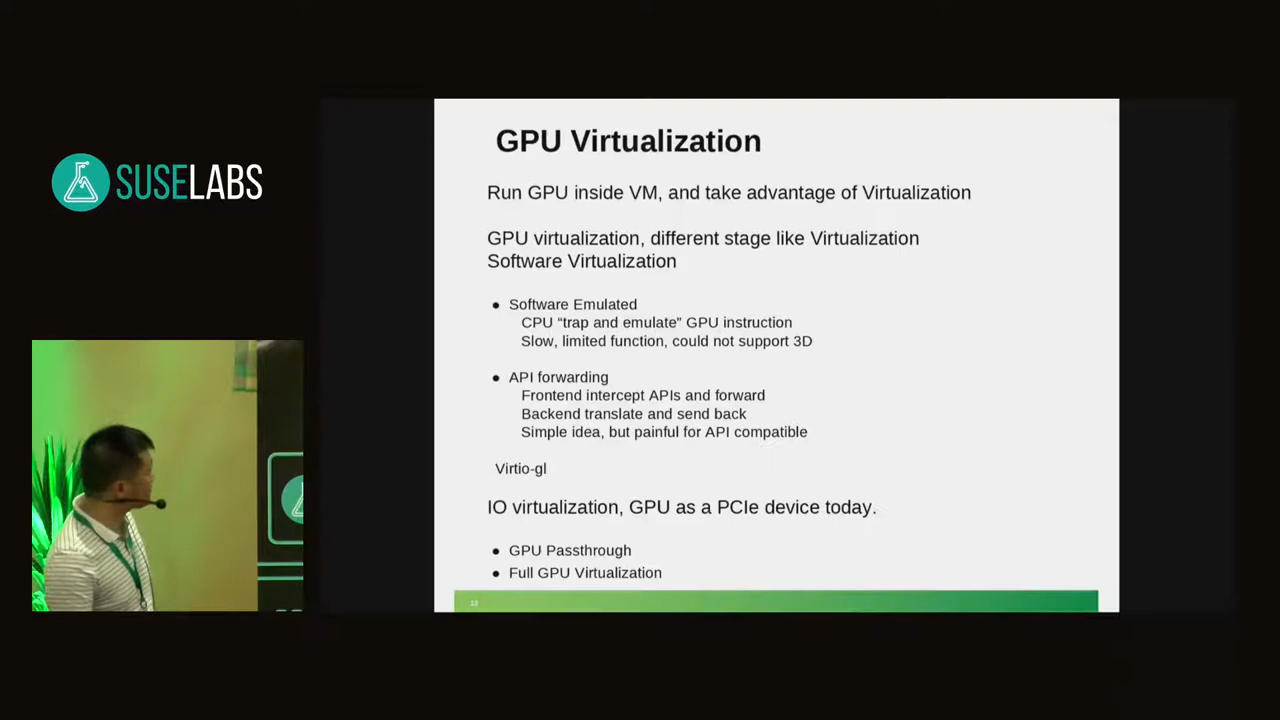 SUSELABS
GPU Virtualization
Run GPU inside VM, and take advantage of Virtualization
GPU virtualization, different stage like Virtualization
Software Virtualization
● Software Emulated
CPU “trap and emulate” GPU instruction
Slow, limited function, could not support 3D
● API forwarding
Frontend intercept APIs and forward
Backend translate and send back
Simple idea, but painful for API compatible
Virtio-gl
IO virtualization, GPU as a PCIe device today.
● GPU Passthrough
● Full GPU Virtualization